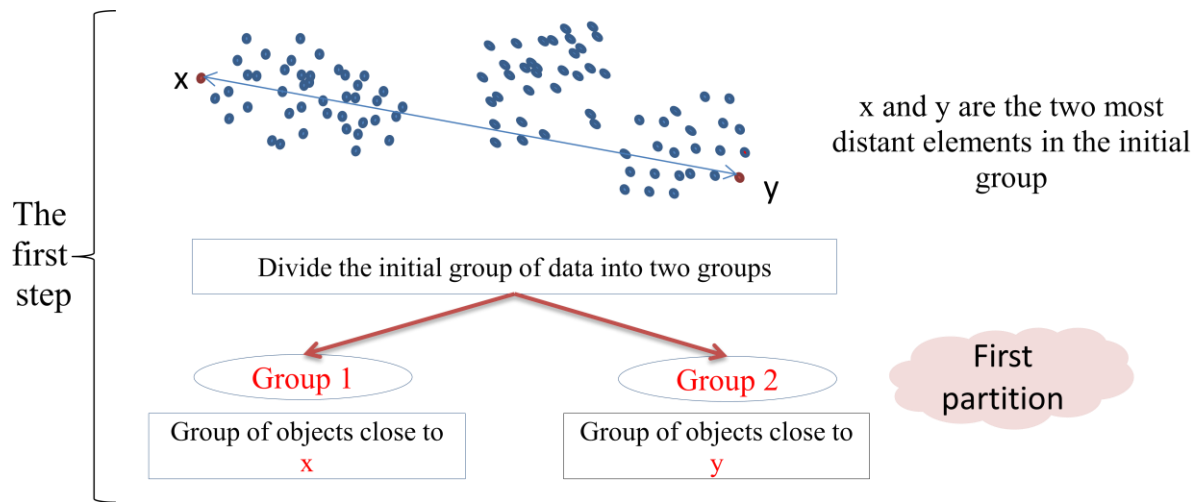 x
y
x and y are the two most
distant elements in the initial
group
The
first
step
Divide the initial group of data into two groups
Group 1
Group 2
First
partition
Group of objects close to
x
Group of objects close to
y